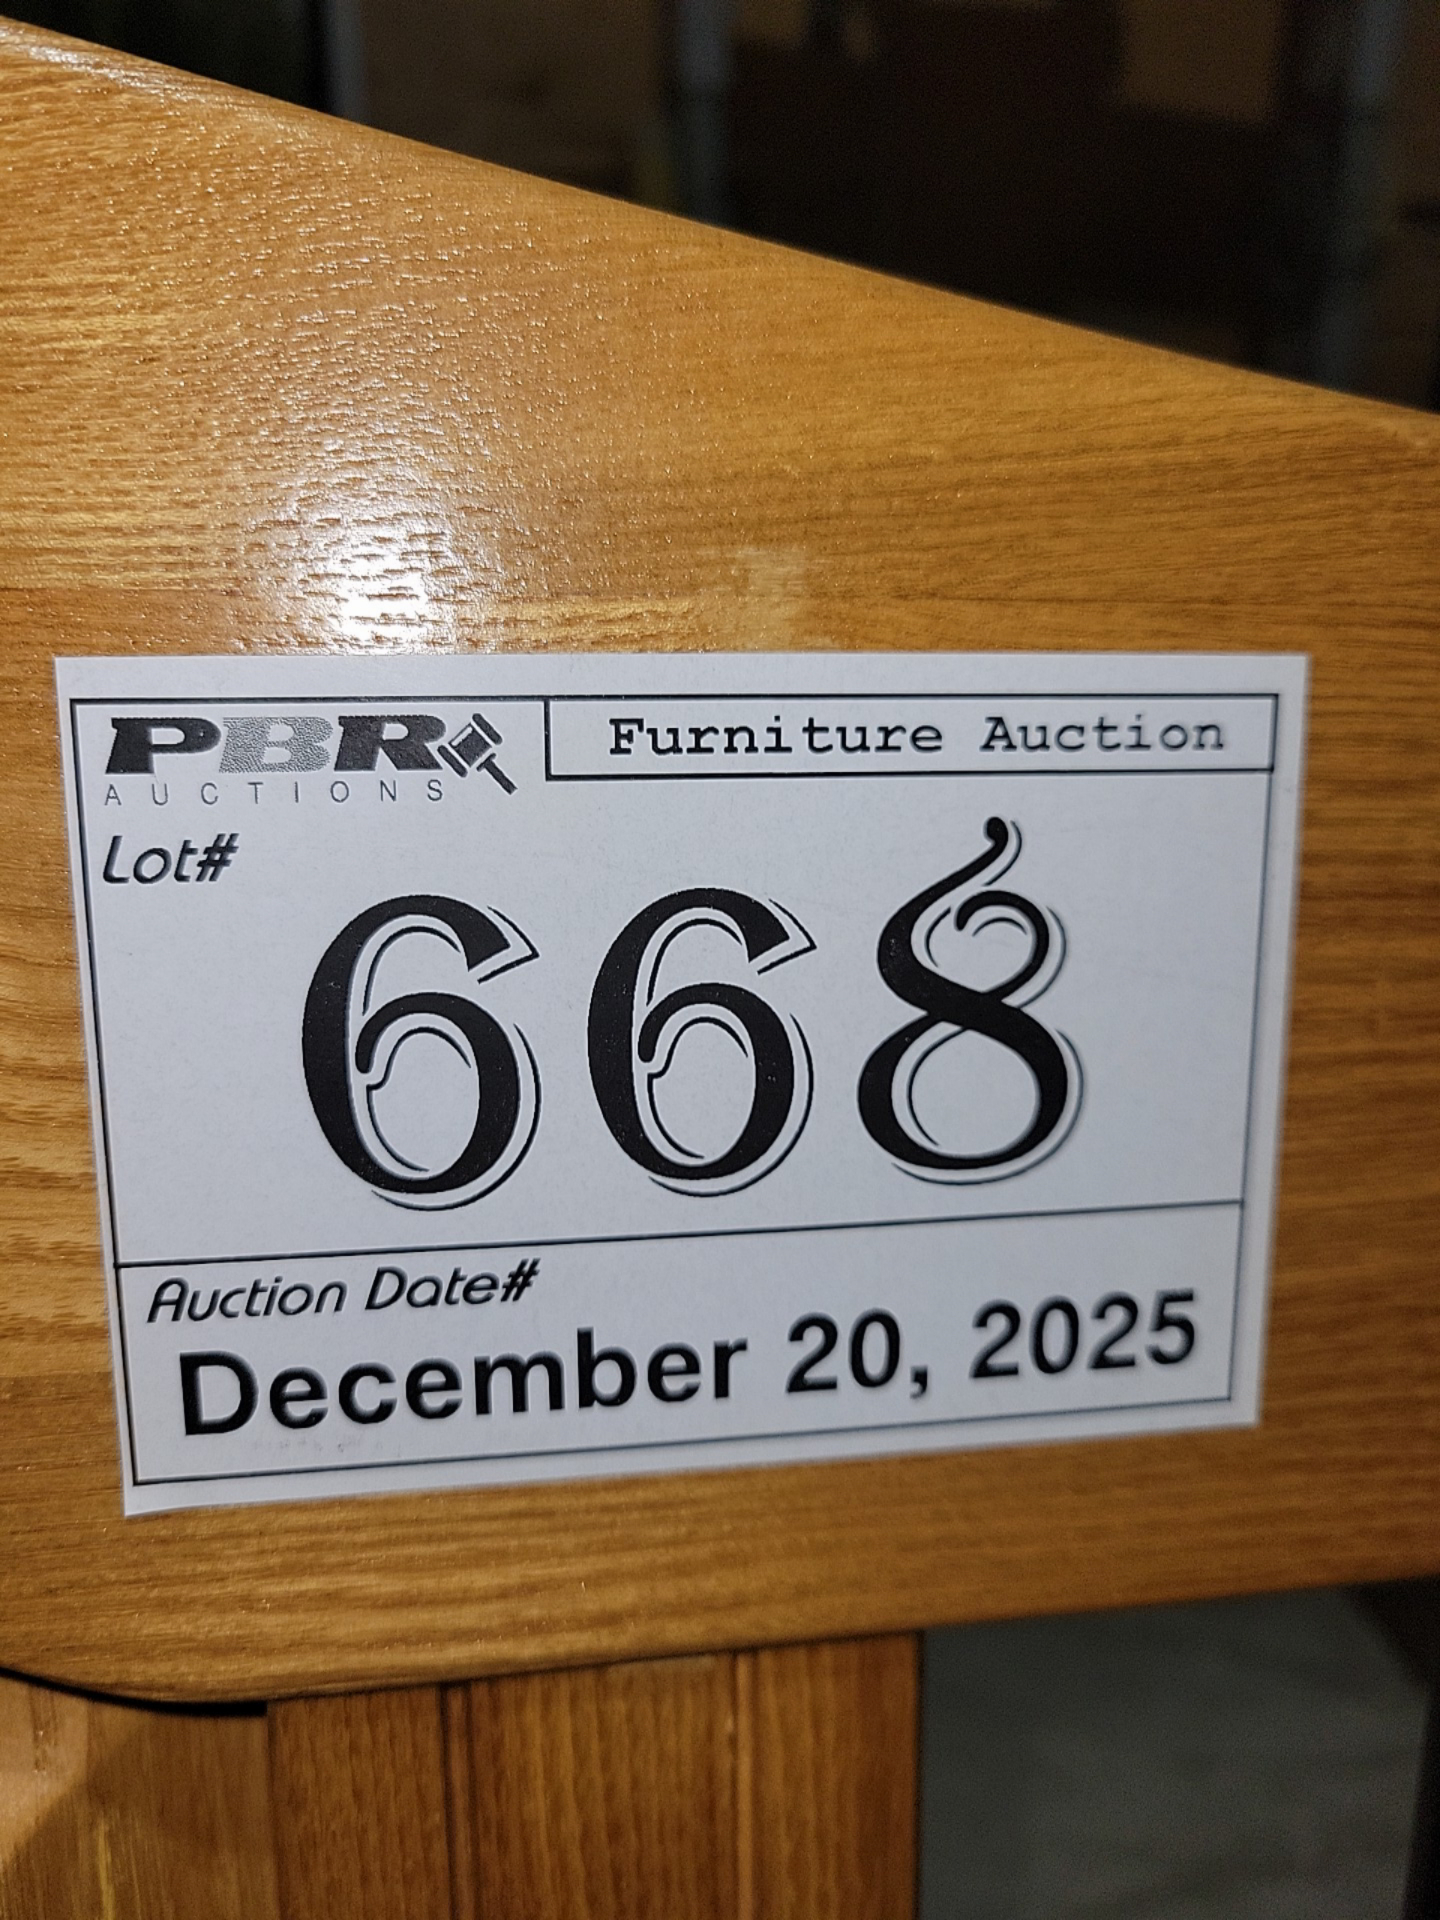 PBR
AUCTIONS
Furniture Auction
Lot#
668
Auction Date#
December 20, 2025